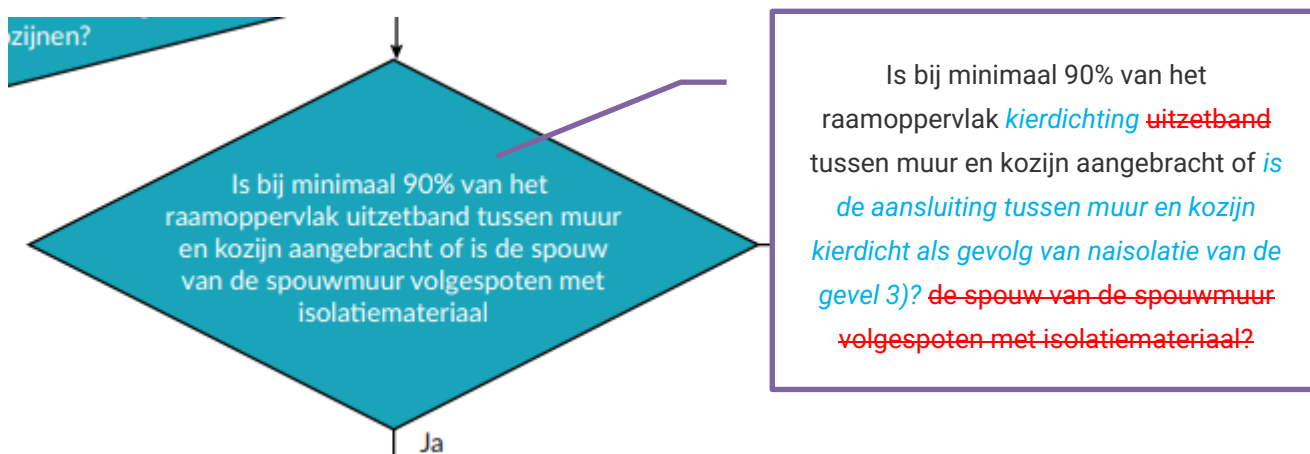 ozijnen?
Is bij minimaal 90% van het
raamoppervlak uitzetband tussen muur
en kozijn aangebracht of is de spouw
van de spouwmuur volgespoten met
isolatiemateriaal
Ja
Is bij minimaal 90% van het
raamoppervlak kierdichting uitzetband
tussen muur en kozijn aangebracht of is
de aansluiting tussen muur en kozijn
kierdicht als gevolg van naisolatie van de
gevel 3)? de spouw van de spouwmuur
volgespoten met isolatiemateriaal?